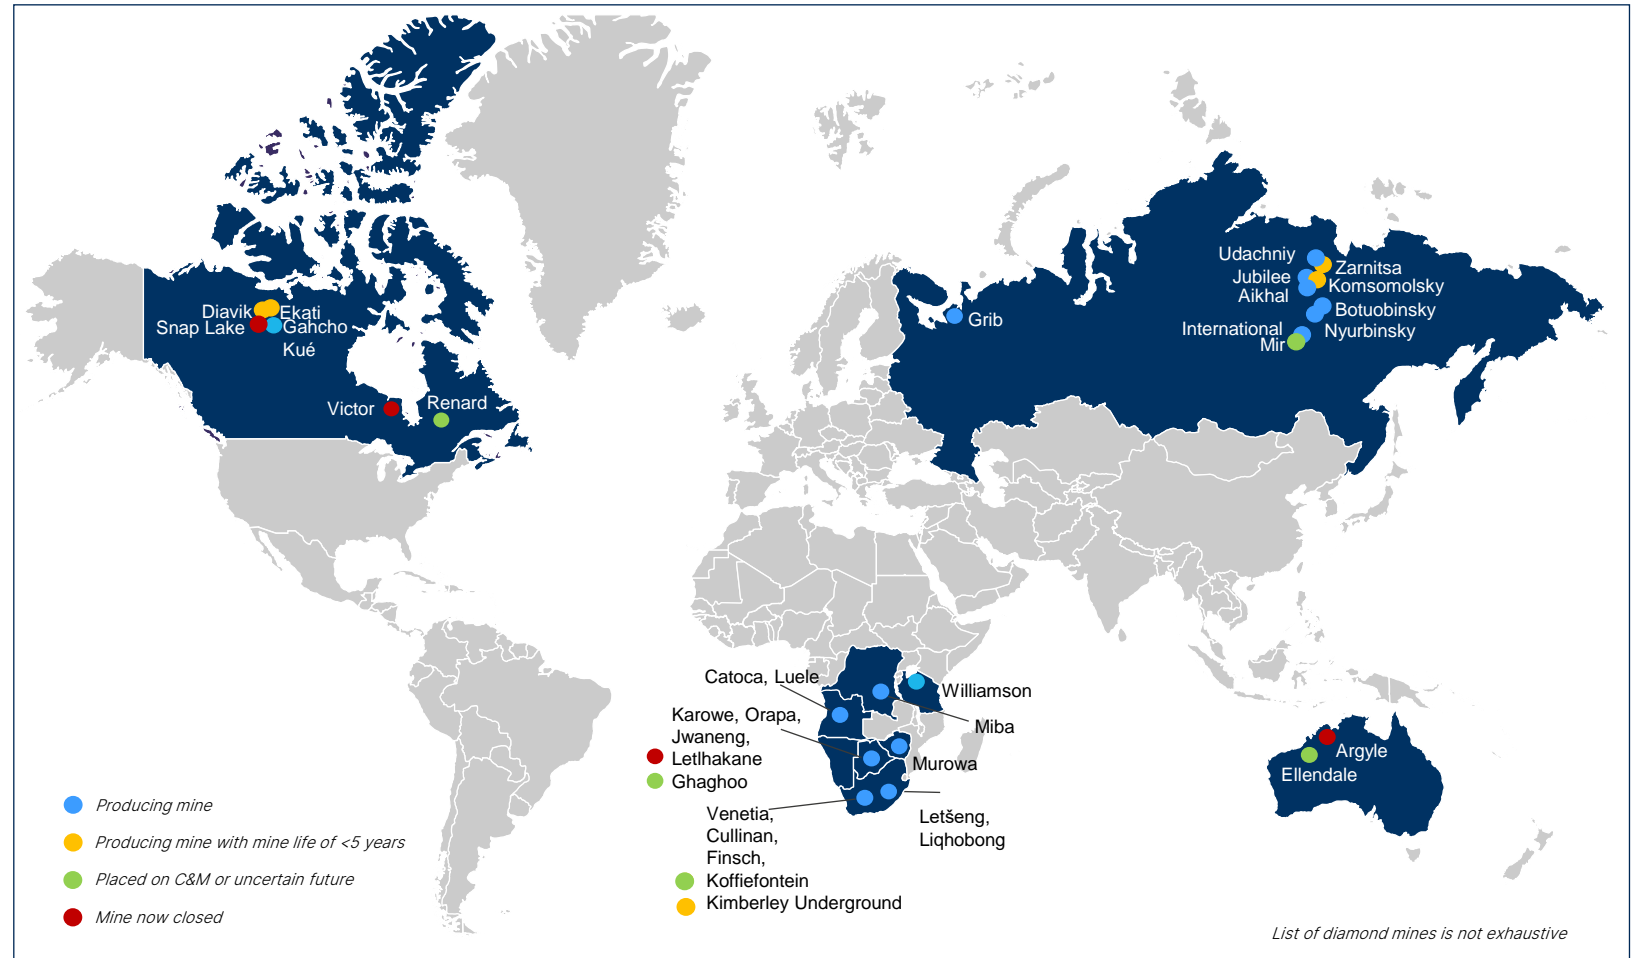 Udachniy
Zarnitsa
Jubilee
Komsomolsky
Aikhal
Botuobinsky
Nyurbinsky
International
Mir
Grib
Diavik
Ekati
Snap Lake
Gahcho
Kué
Victor
Renard
Catoca, Luele
Williamson
Karowe, Orapa,
Jwaneng,
Letlhakane
Ghaghoo
Miba
Murowa
Argyle
Ellendale
Venetia,
Cullinan,
Finsch,
Koffiefontein
Kimberley Underground
Letšeng,
Liqhobong
Producing mine
Producing mine with mine life of <5 years
Placed on C&M or uncertain future
Mine now closed
List of diamond mines is not exhaustive